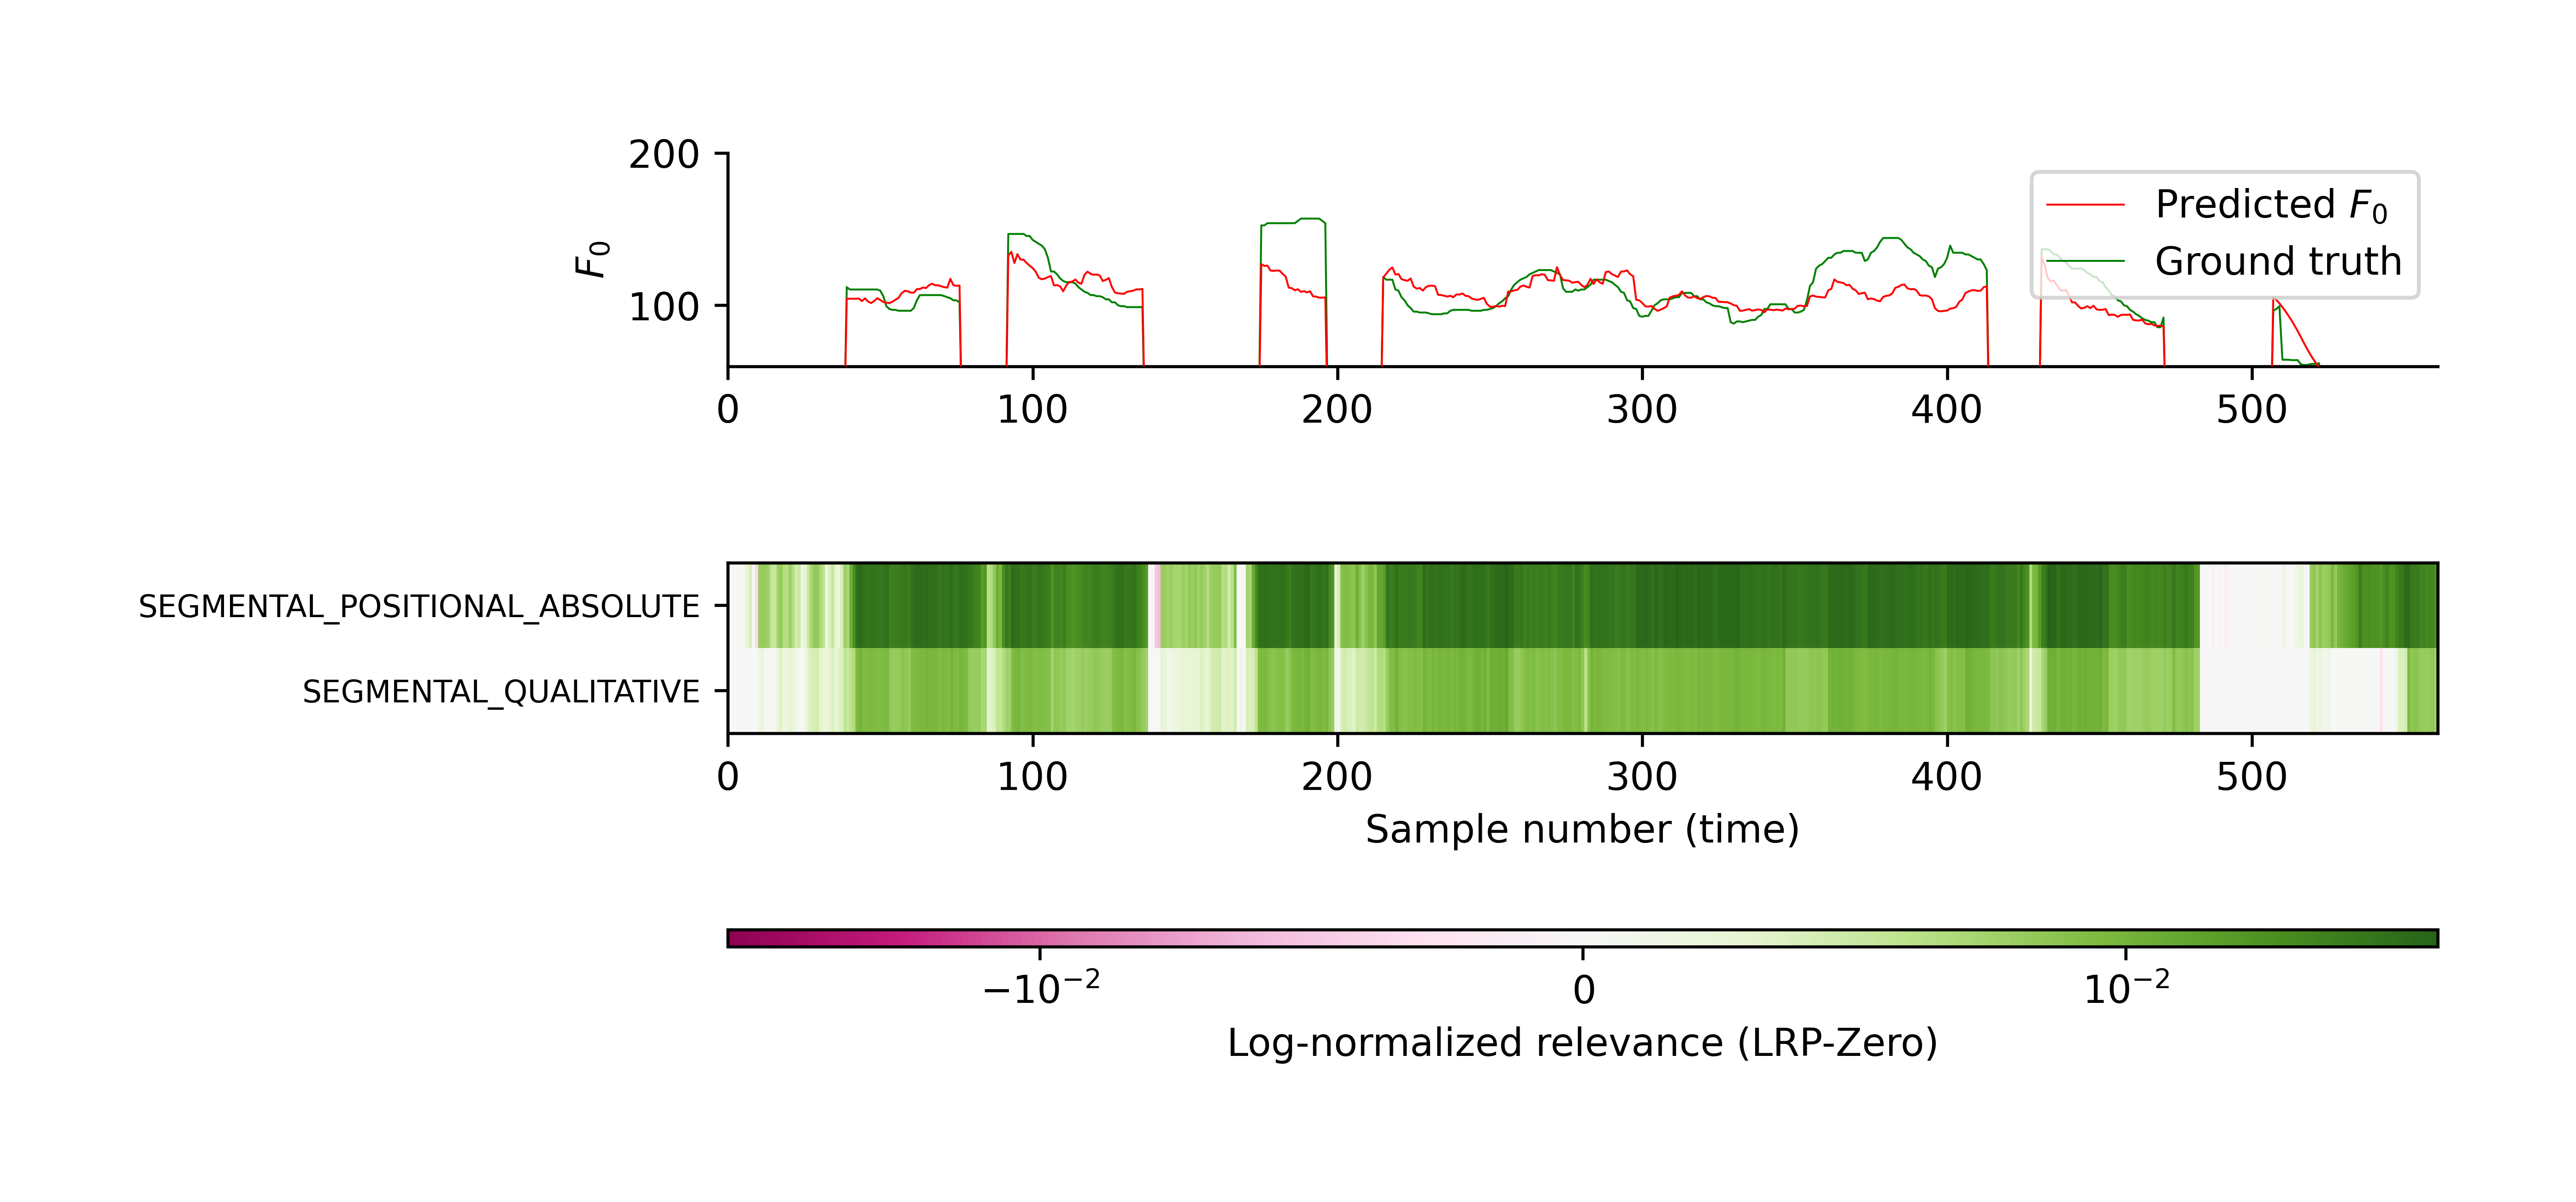 200
100
F₀
Predicted F₀
Ground truth
0 100 200 300 400 500
SEGMENTAL_POSITIONAL_ABSOLUTE
SEGMENTAL_QUALITATIVE
0 100 200 300 400 500
Sample number (time)
−10⁻² 0 10⁻²
Log-normalized relevance (LRP-Zero)